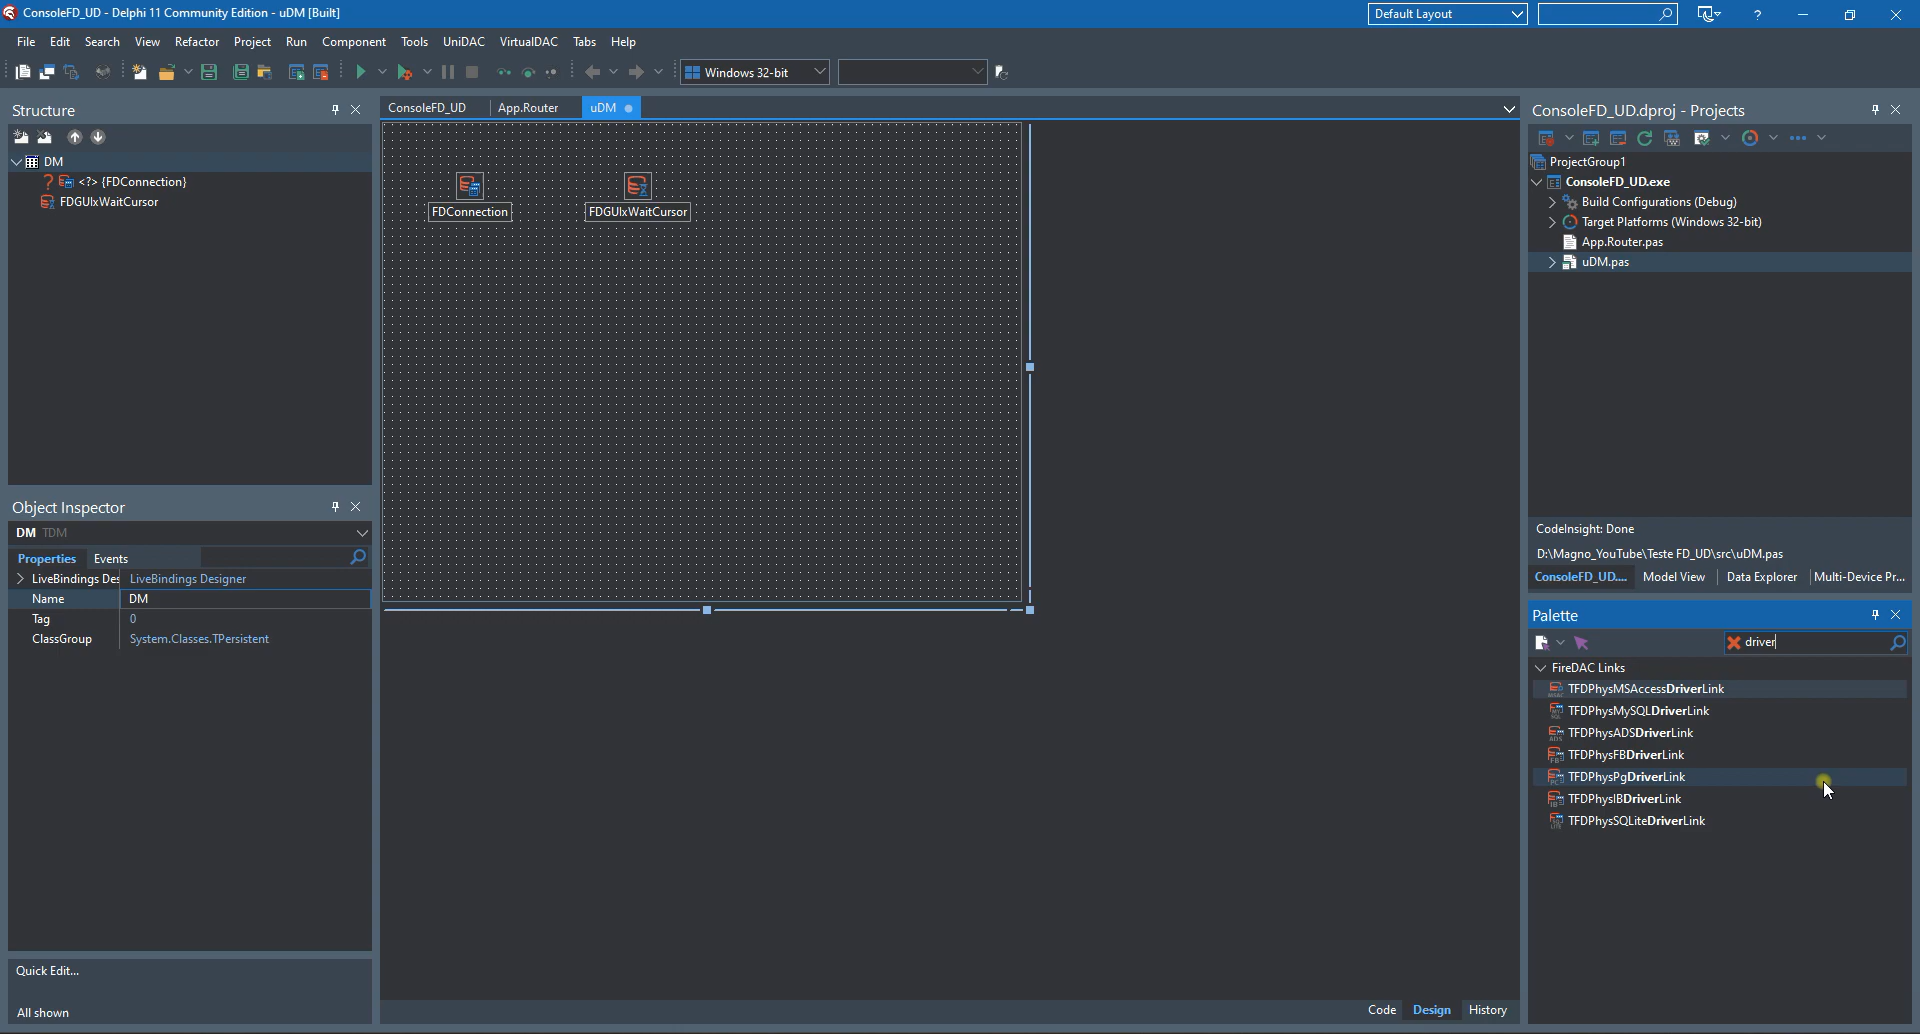 ConsoleFD_UD - Delphi 11 Community Edition - uDM [Built]
Default Layout
?
File Edit Search View Refactor Project Run Component Tools UniDAC VirtualDAC Tabs Help
Windows 32-bit
Structure
DM
<?> {FDConnection}
FDGUIxWaitCursor
ConsoleFD_UD App.Router uDM
FDConnection
FDGUIxWaitCursor
Object Inspector
DM TDM
Properties Events
LiveBindings Des LiveBindings Designer
Name DM
Tag 0
ClassGroup System.Classes.TPersistent
Quick Edit...
All shown
Code Design History
ConsoleFD_UD.dproj - Projects
ProjectGroup1
ConsoleFD_UD.exe
Build Configurations (Debug)
Target Platforms (Windows 32-bit)
App.Router.pas
uDM.pas
CodeInsight: Done
D:\Magno_YouTube\Teste FD_UD\src\uDM.pas
ConsoleFD_UD.... Model View Data Explorer Multi-Device Pr...
Palette
driver
FireDAC Links
TFDPhysMSAccessDriverLink
TFDPhysMySQLDriverLink
TFDPhysADSDriverLink
TFDPhysFBDriverLink
TFDPhysPgDriverLink
TFDPhysIBDriverLink
TFDPhysSQLiteDriverLink